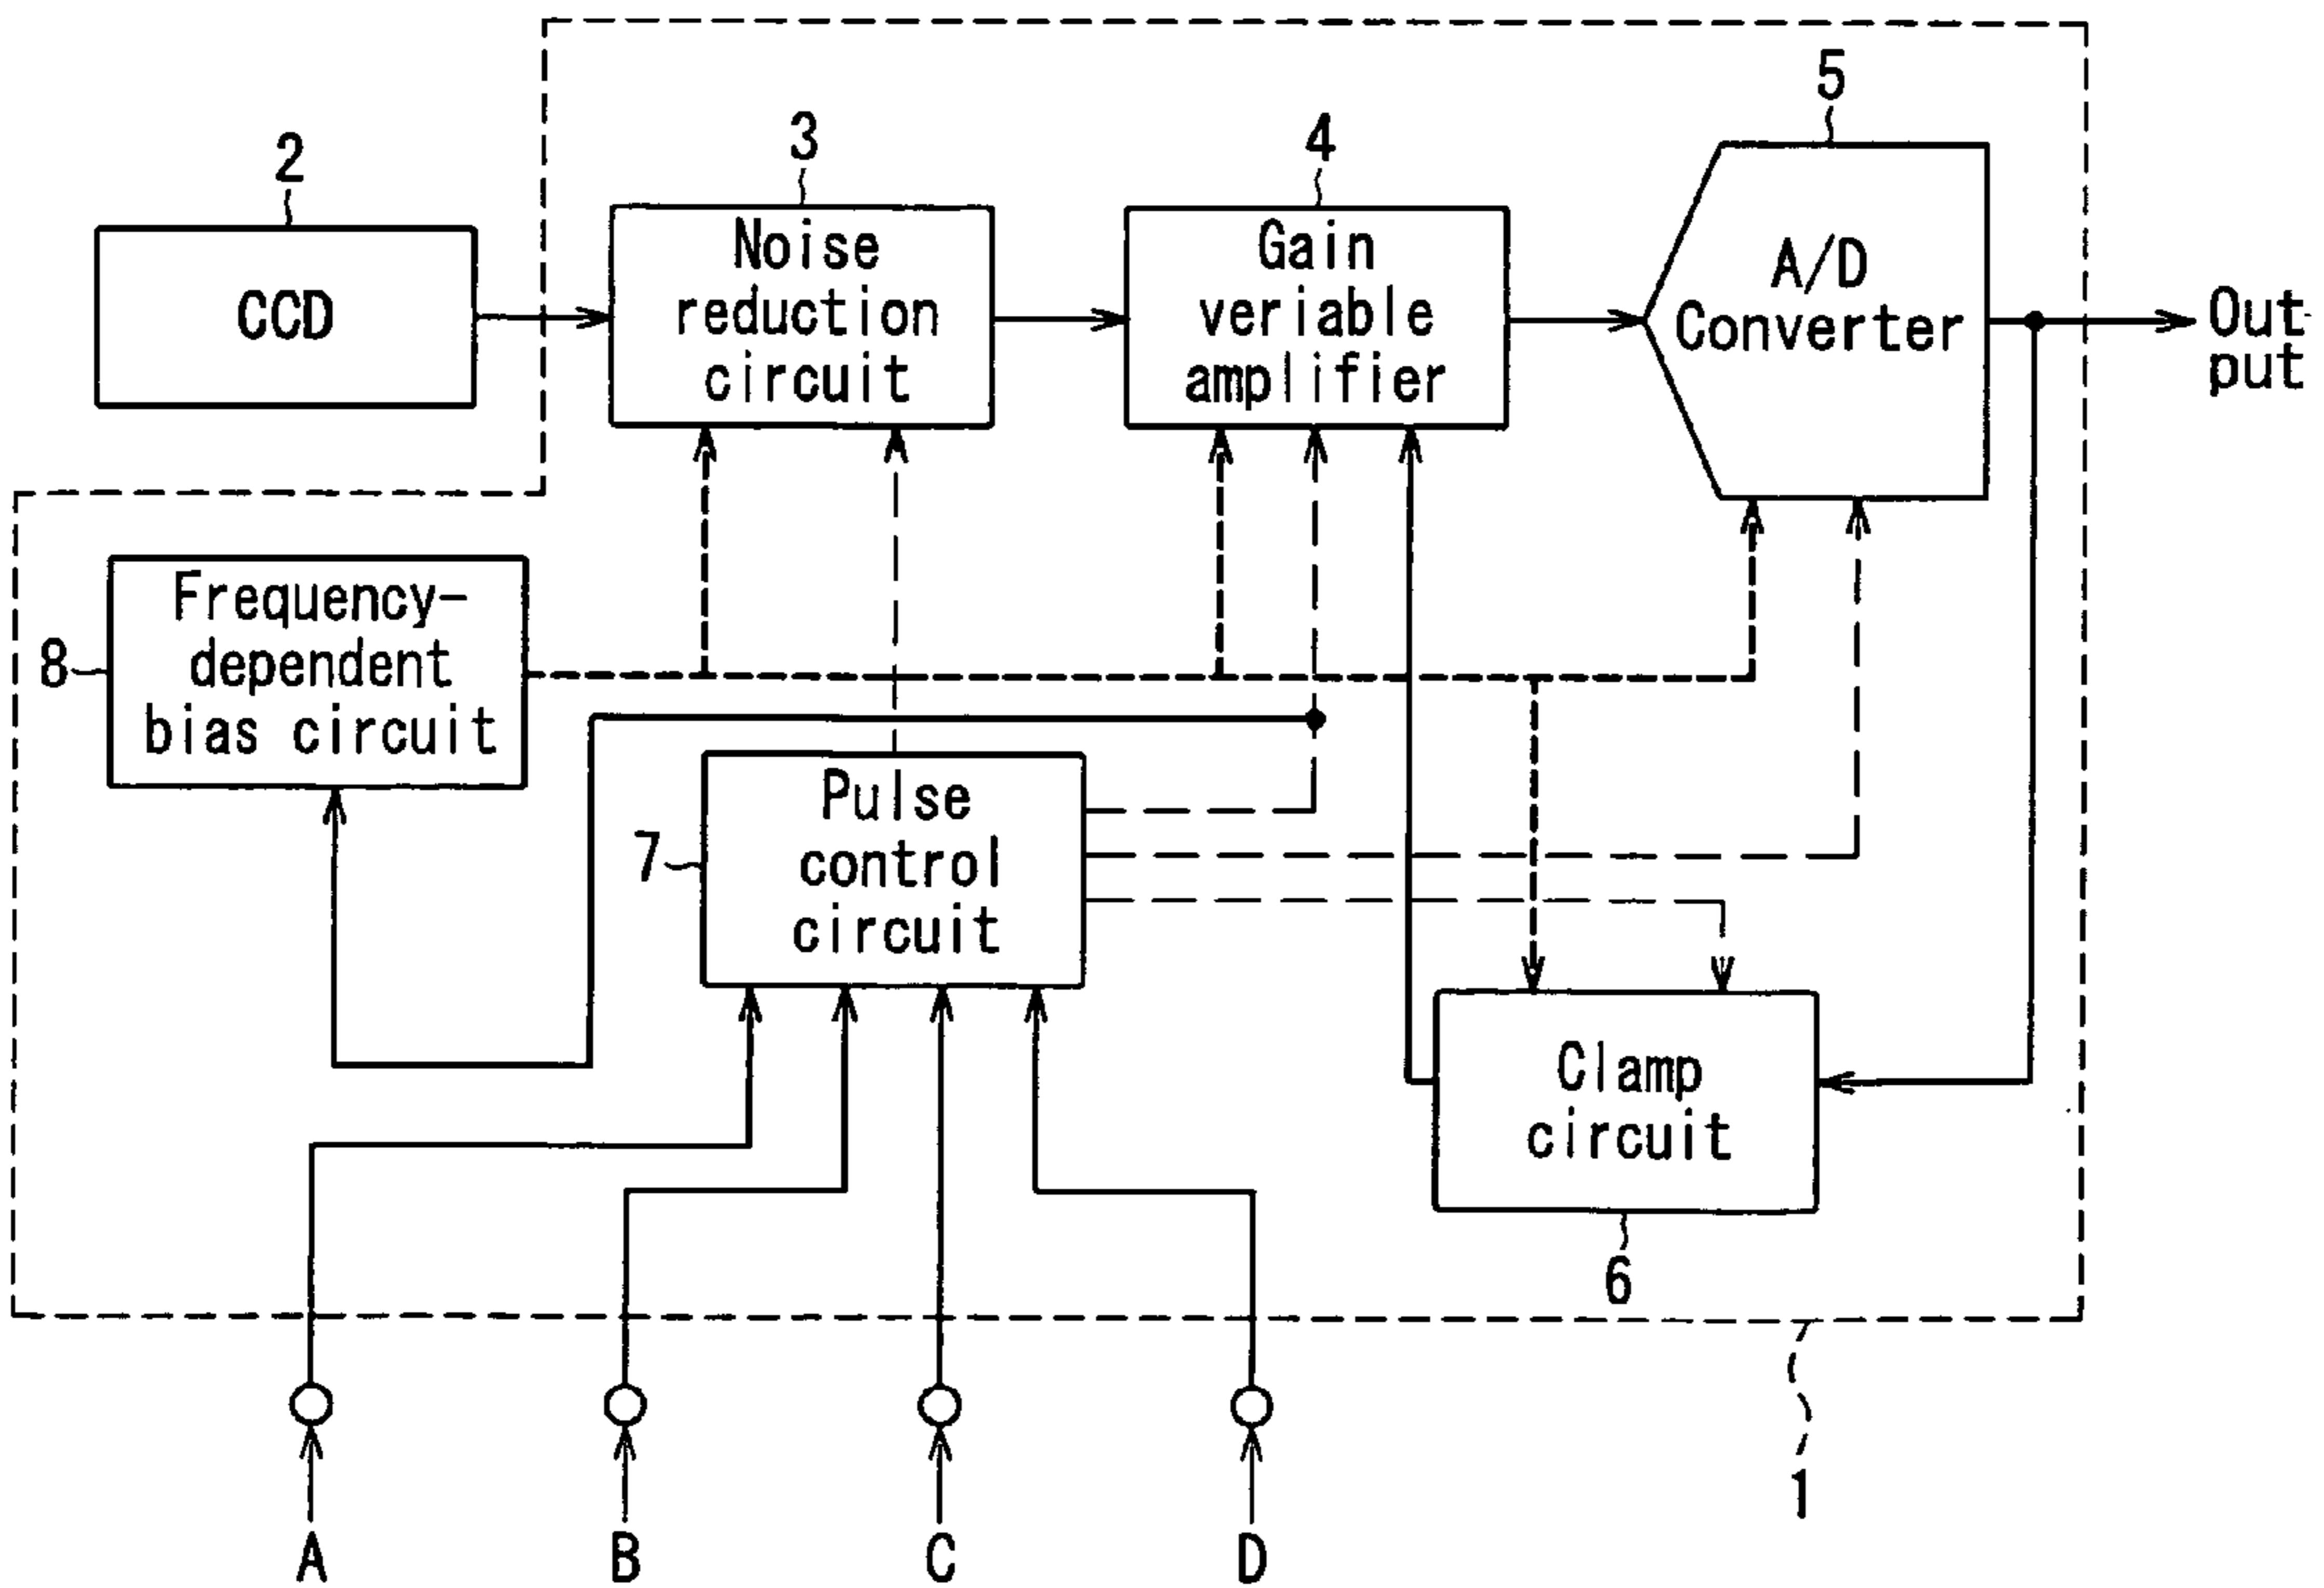 5
3
4
2
Noise
reduction
circuit
Gain
veriable
amplifier
A/D
Converter
CCD
Out
put
Frequency-
dependent
bias circuit
8
Pulse
control
circuit
7
Clamp
circuit
6
1
A
B
C
D